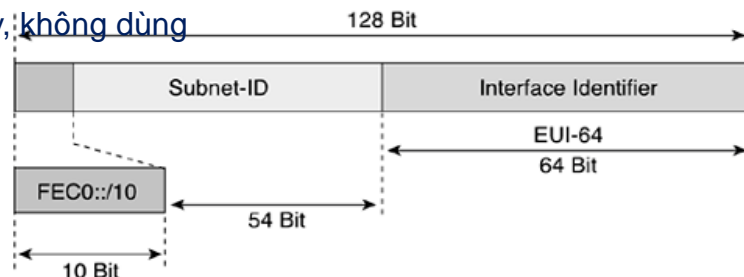 , không dùng
128 Bit
Subnet-ID
Interface Identifier
EUI-64
64 Bit
FEC0::/10
54 Bit
10 Bit